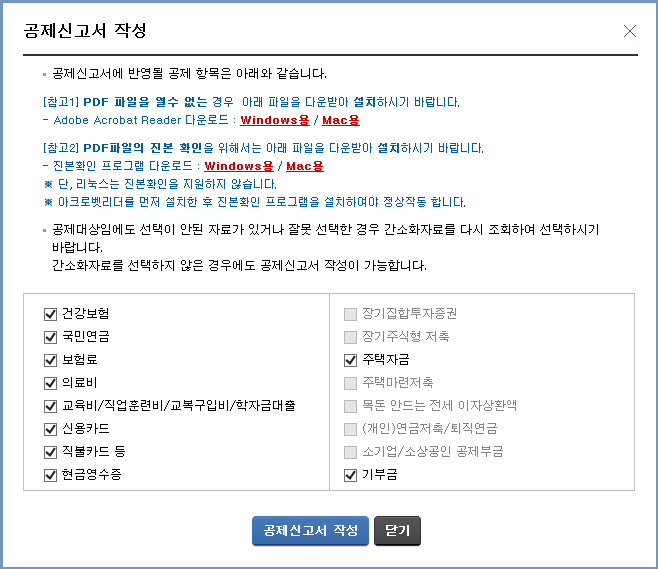 공제신고서 작성
공제신고서에 반영될 공제 항목은 아래와 같습니다.
[참고1] PDF 파일을 열수 없는 경우 아래 파일을 다운받아 설치하시기 바랍니다.
- Adobe Acrobat Reader 다운로드 : Windows용 / Mac용
[참고2] PDF파일의 진본 확인을 위해서는 아래 파일을 다운받아 설치하시기 바랍니다.
- 진본확인 프로그램 다운로드 : Windows용 / Mac용
※ 단, 리눅스는 진본확인을 지원하지 않습니다.
※ 아크로벳리더를 먼저 설치한 후 진본확인 프로그램을 설치하여야 정상작동 합니다.
공제대상임에도 선택이 안된 자료가 있거나 잘못 선택한 경우 간소화자료를 다시 조회하여 선택하시기
바랍니다.
간소화자료를 선택하지 않은 경우에도 공제신고서 작성이 가능합니다.
건강보험
국민연금
보험료
의료비
교육비/직업훈련비/교복구입비/학자금대출
신용카드
직불카드 등
현금영수증
장기집합투자증권
장기주식형 저축
주택자금
주택마련저축
목돈 안드는 전세 이자상환액
(개인)연금저축/퇴직연금
소기업/소상공인 공제부금
기부금
공제신고서 작성
닫기